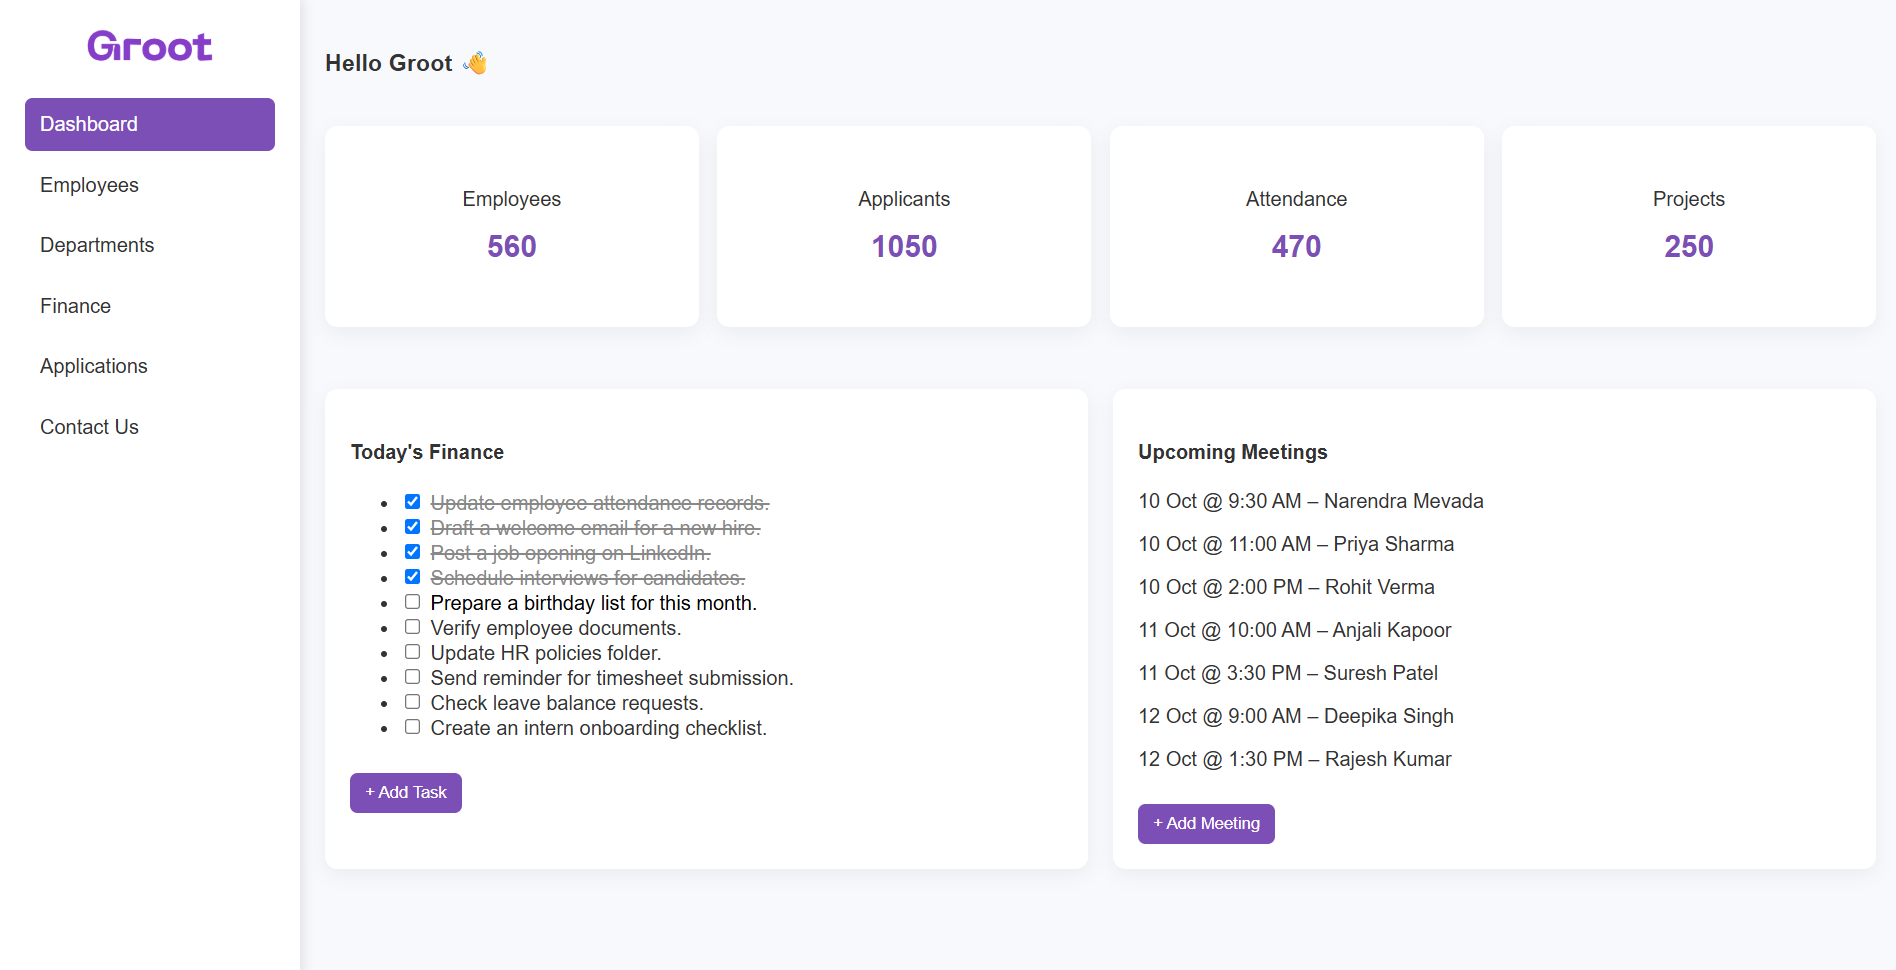 Giroot
Dashboard
Employees
Departments
Finance
Applications
Contact Us
Hello Groot 👋
Employees
560
Applicants
1050
Attendance
470
Projects
250
Today's Finance
Update employee attendance records.
Draft a welcome email for a new hire.
Post a job opening on LinkedIn.
Schedule interviews for candidates.
Prepare a birthday list for this month.
Verify employee documents.
Update HR policies folder.
Send reminder for timesheet submission.
Check leave balance requests.
Create an intern onboarding checklist.
+ Add Task
Upcoming Meetings
10 Oct @ 9:30 AM – Narendra Mevada
10 Oct @ 11:00 AM – Priya Sharma
10 Oct @ 2:00 PM – Rohit Verma
11 Oct @ 10:00 AM – Anjali Kapoor
11 Oct @ 3:30 PM – Suresh Patel
12 Oct @ 9:00 AM – Deepika Singh
12 Oct @ 1:30 PM – Rajesh Kumar
+ Add Meeting